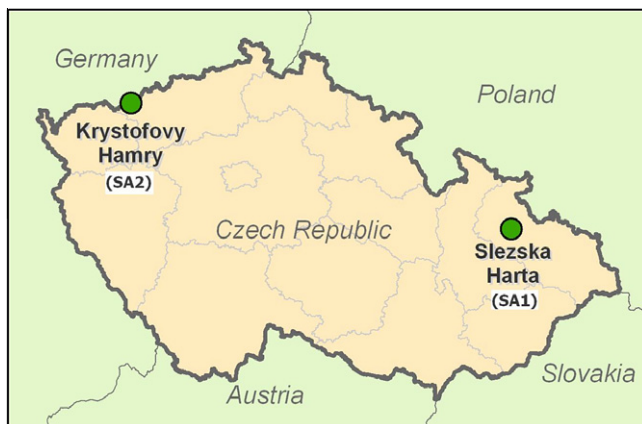 Germany
Poland
Krystofovy
Hamry
(SA2)
Czech Republic
Slezska
Harta
(SA1)
Slovakia
Austria